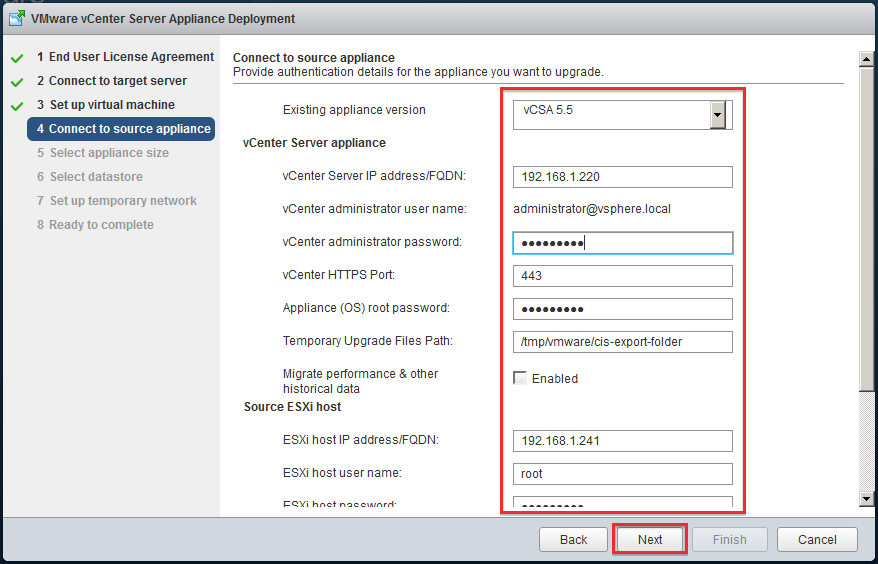 VMware vCenter Server Appliance Deployment
1 End User License Agreement
2 Connect to target server
3 Set up virtual machine
4 Connect to source appliance
5 Select appliance size
6 Select datastore
7 Set up temporary network
8 Ready to complete
Connect to source appliance
Provide authentication details for the appliance you want to upgrade.
Existing appliance version vCSA 5.5
vCenter Server appliance
vCenter Server IP address/FQDN: 192.168.1.220
vCenter administrator user name: administrator@vsphere.local
vCenter administrator password: ●●●●●●●●●
vCenter HTTPS Port: 443
Appliance (OS) root password: ●●●●●●●●●
Temporary Upgrade Files Path: /tmp/vmware/cis-export-folder
Migrate performance & other
historical data
Enabled
Source ESXi host
ESXi host IP address/FQDN: 192.168.1.241
ESXi host user name: root
ESXi host password: ●●●●●●●●●
Back Next Finish Cancel